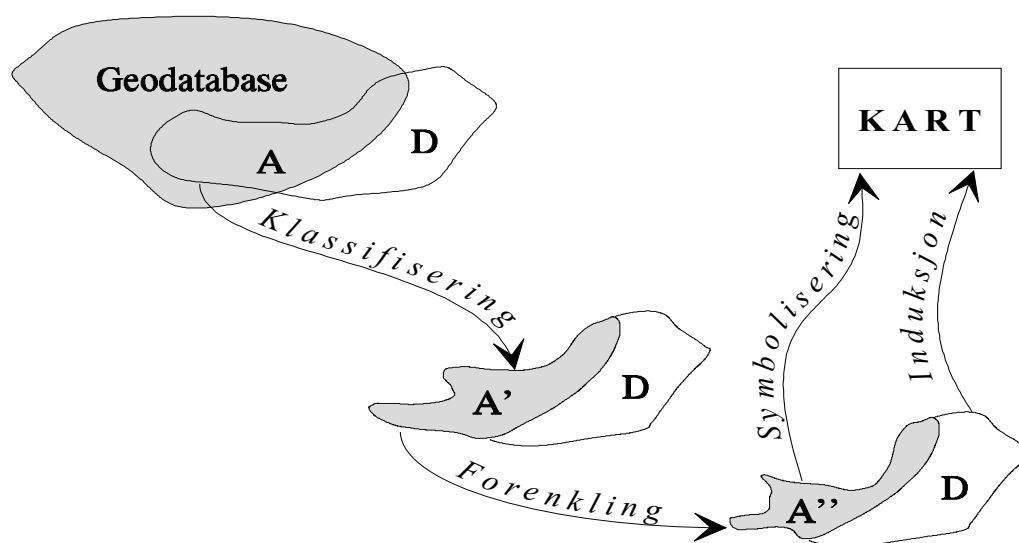 Geodatabase
A
D
Klassifisering
A’
D
Forenkling
A’’
D
Symbolisering
Induksjon
KART